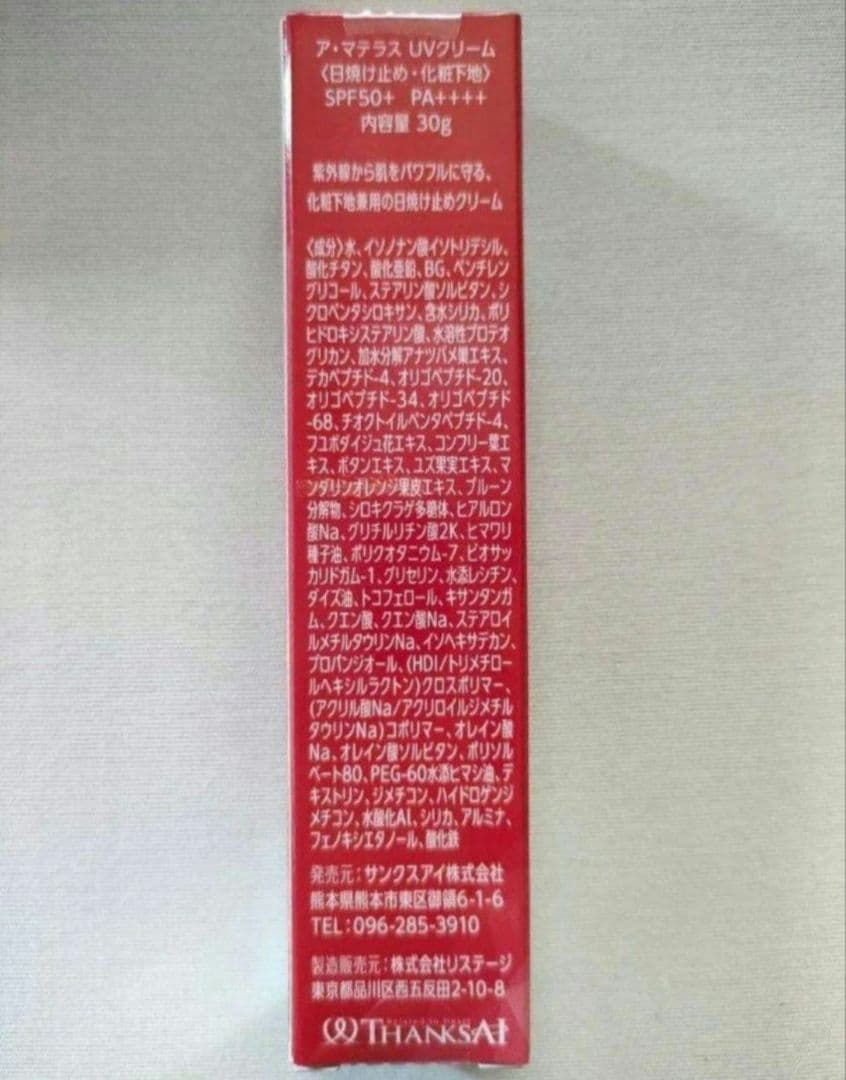 ア・マテラス UVクリーム
〈日焼け止め・化粧下地〉
SPF50+ PA++++
内容量 30g
紫外線から肌をパワフルに守る、
化粧下地兼用の日焼け止めクリーム
〈成分〉水、イソノナン酸イソトリデシル、
酸化チタン、酸化亜鉛、BG、ペンチレン
グリコール、ステアリン酸ソルビタン、シ
クロペンタシロキサン、含水シリカ、ポリ
ヒドロキシステアリン酸、水溶性プロテオ
グリカン、加水分解アナツバメ巣エキス、
デカペプチド-4、オリゴペプチド-20、
オリゴペプチド-34、オリゴペプチド
-68、チオクトイルペンタペプチド-4、
フユボダイジュ花エキス、コンフリー葉エ
キス、ボタンエキス、ユズ果実エキス、マ
ンダリンオレンジ果皮エキス、プルーン
分解物、シロキクラゲ多糖体、ヒアルロン
酸Na、グリチルリチン酸2K、ヒマワリ
種子油、ポリクオタニウム-7、ビオサッ
カリドガム-1、グリセリン、水添レシチン、
ダイズ油、トコフェロール、キサンタンガ
ム、クエン酸、クエン酸Na、ステアロイ
ルメチルタウリンNa、イソヘキサデカン、
プロパンジオール、(HDI/トリメチロー
ルヘキシルラクトン)クロスポリマー、
(アクリル酸Na/アクリロイルジメチル
タウリンNa)コポリマー、オレイン酸
Na、オレイン酸ソルビタン、ポリソル
ベート80、PEG-60水添ヒマシ油、デ
キストリン、ジメチコン、ハイドロゲンジ
メチコン、水酸化Al、シリカ、アルミナ、
フェノキシエタノール、酸化鉄
発売元:サンクスアイ株式会社
熊本県熊本市東区御領6-1-6
TEL:096-285-3910
製造販売元:株式会社リステージ
東京都品川区西五反田2-10-8
THANKSAI